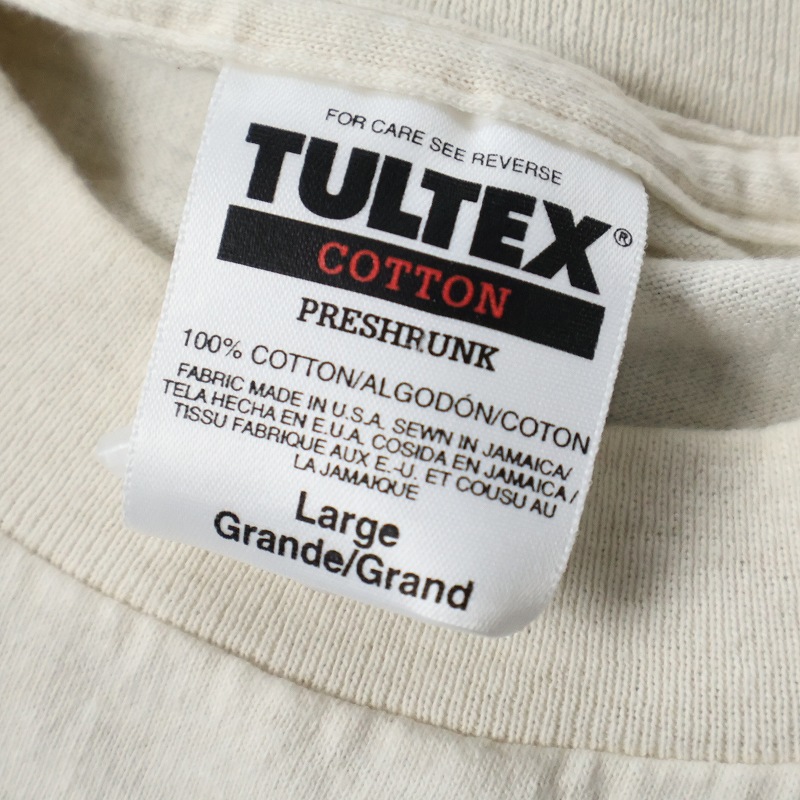 FOR CARE SEE REVERSE
TULTEX®
COTTON
PRESHRUNK
100% COTTON/ALGODÓN/COTON
FABRIC MADE IN U.S.A. SEWN IN JAMAICA/
TELA HECHA EN E.U.A. COSIDA EN JAMAICA/
TISSU FABRIQUE AUX E.-U. ET COUSU AU
LA JAMAIQUE
Large
Grande/Grand